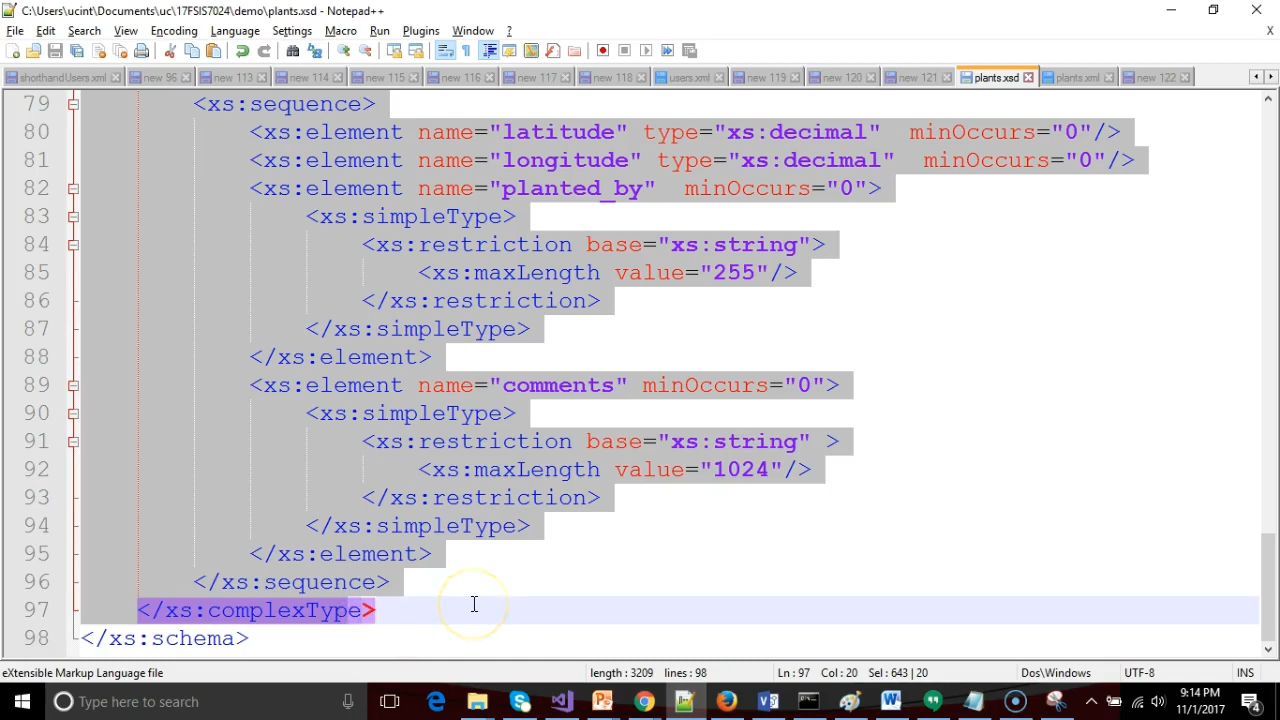 C:\Users\ucint\Documents\uc\17FSIS7024\demo\plants.xsd - Notepad++
File Edit Search View Encoding Language Settings Macro Run Plugins Window ? X
shorthandUsers.xml new 96 new 113 new 114 new 115 new 116 new 117 new 118 users.xml new 119 new 120 new 121 plants.xsd plants.xml new 122
79 <xs:sequence>
80 <xs:element name="latitude" type="xs:decimal" minOccurs="0"/>
81 <xs:element name="longitude" type="xs:decimal" minOccurs="0"/>
82 <xs:element name="planted_by" minOccurs="0">
83 <xs:simpleType>
84 <xs:restriction base="xs:string">
85 <xs:maxLength value="255"/>
86 </xs:restriction>
87 </xs:simpleType>
88 </xs:element>
89 <xs:element name="comments" minOccurs="0">
90 <xs:simpleType>
91 <xs:restriction base="xs:string" >
92 <xs:maxLength value="1024"/>
93 </xs:restriction>
94 </xs:simpleType>
95 </xs:element>
96 </xs:sequence>
97 </xs:complexType>
98 </xs:schema>
eXtensible Markup Language file length : 3209 lines : 98 Ln : 97 Col : 20 Sel : 643 | 20 Dos\Windows UTF-8 INS
Type here to search 9:14 PM
11/1/2017 4